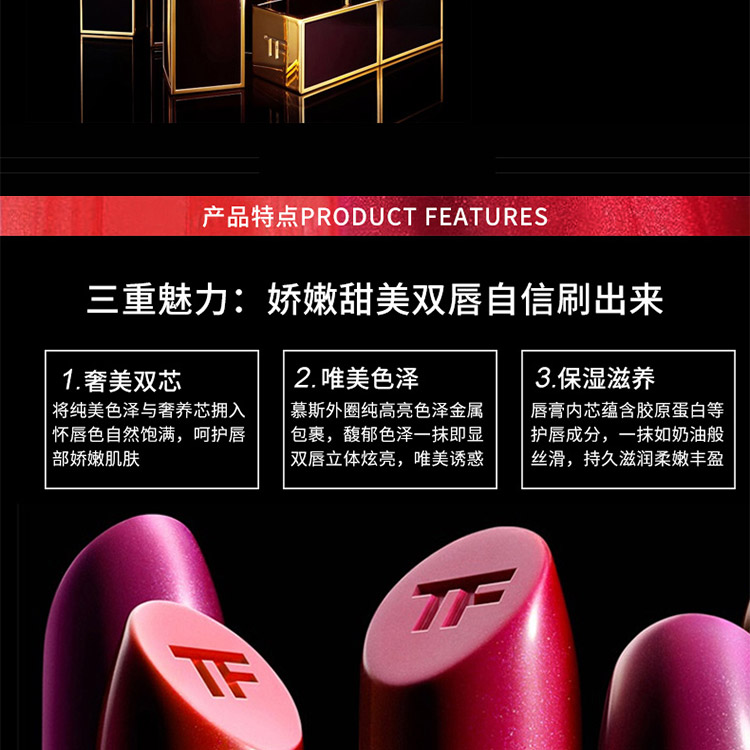 TF
产品特点PRODUCT FEATURES
三重魅力：娇嫩甜美双唇自信刷出来
1.奢美双芯
将纯美色泽与奢养芯拥入
怀唇色自然饱满，呵护唇
部娇嫩肌肤
2.唯美色泽
慕斯外圈纯高亮色泽金属
包裹，馥郁色泽一抹即显
双唇立体炫亮，唯美诱惑
3.保湿滋养
唇膏内芯蕴含胶原蛋白等
护唇成分，一抹如奶油般
丝滑，持久滋润柔嫩丰盈
TF
TF